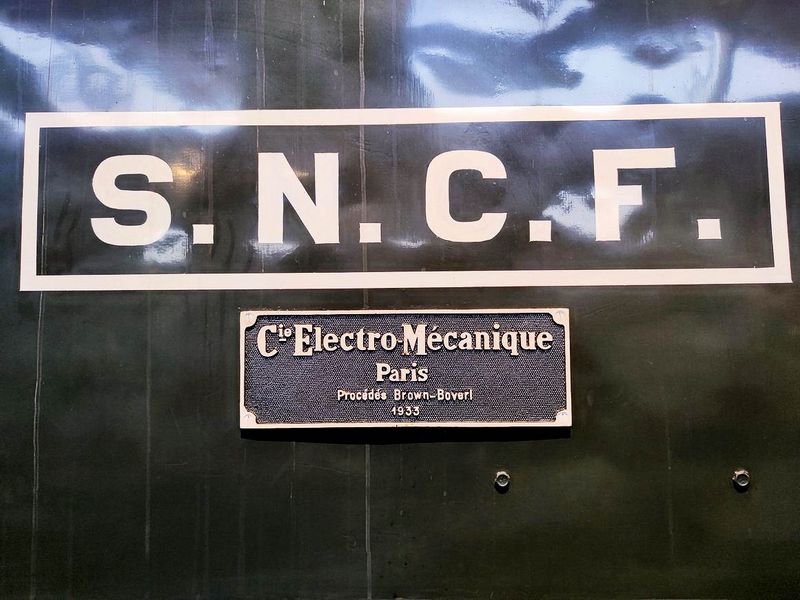 S.N.C.F.
Cie Electro-Mécanique
Paris
Procédés Brown-Boveri
1933